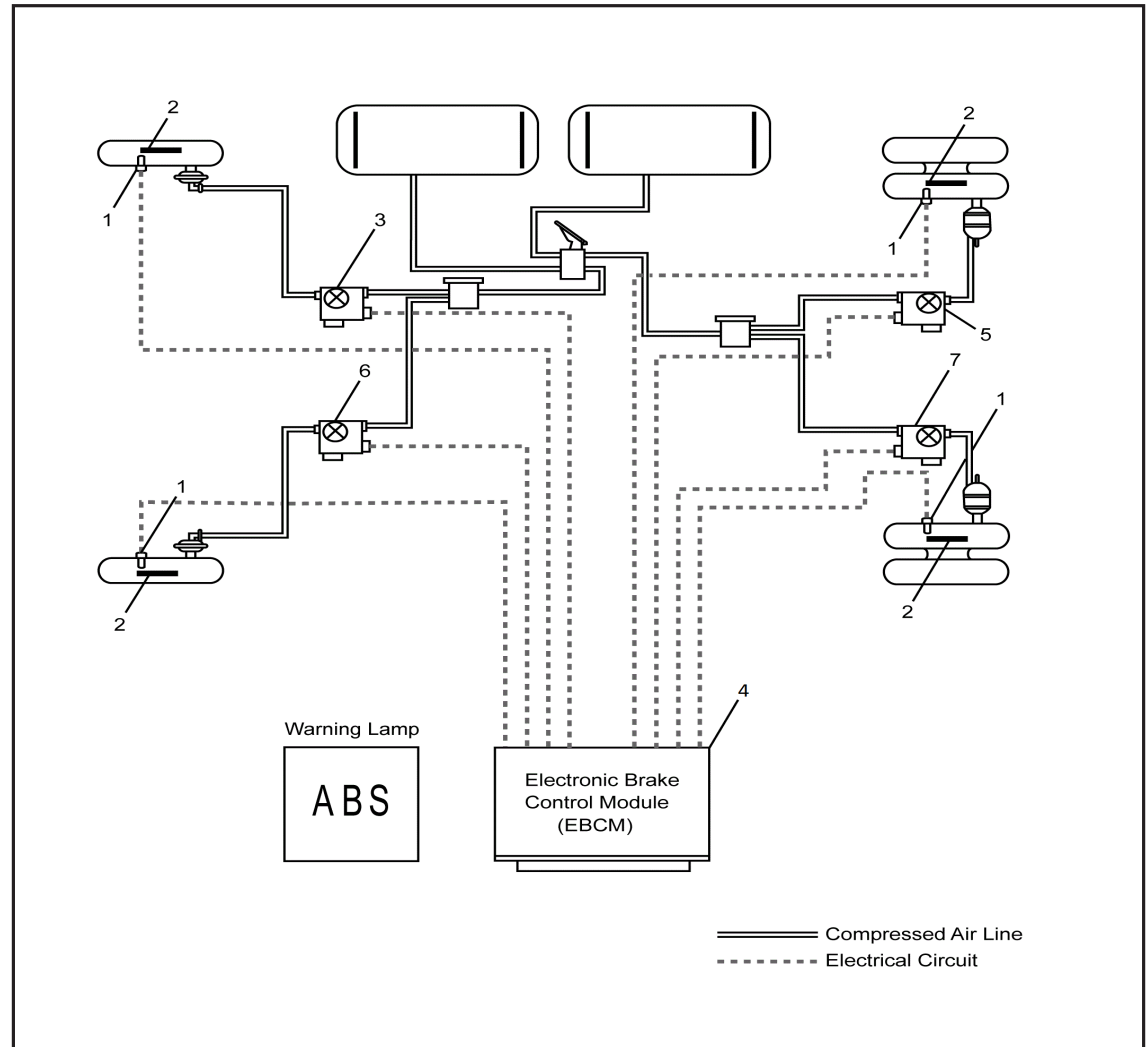 2
2
1
3
1
5
6
7
1
1
2
2
4
Warning Lamp
ABS
Electronic Brake
Control Module
(EBCM)
Compressed Air Line
Electrical Circuit